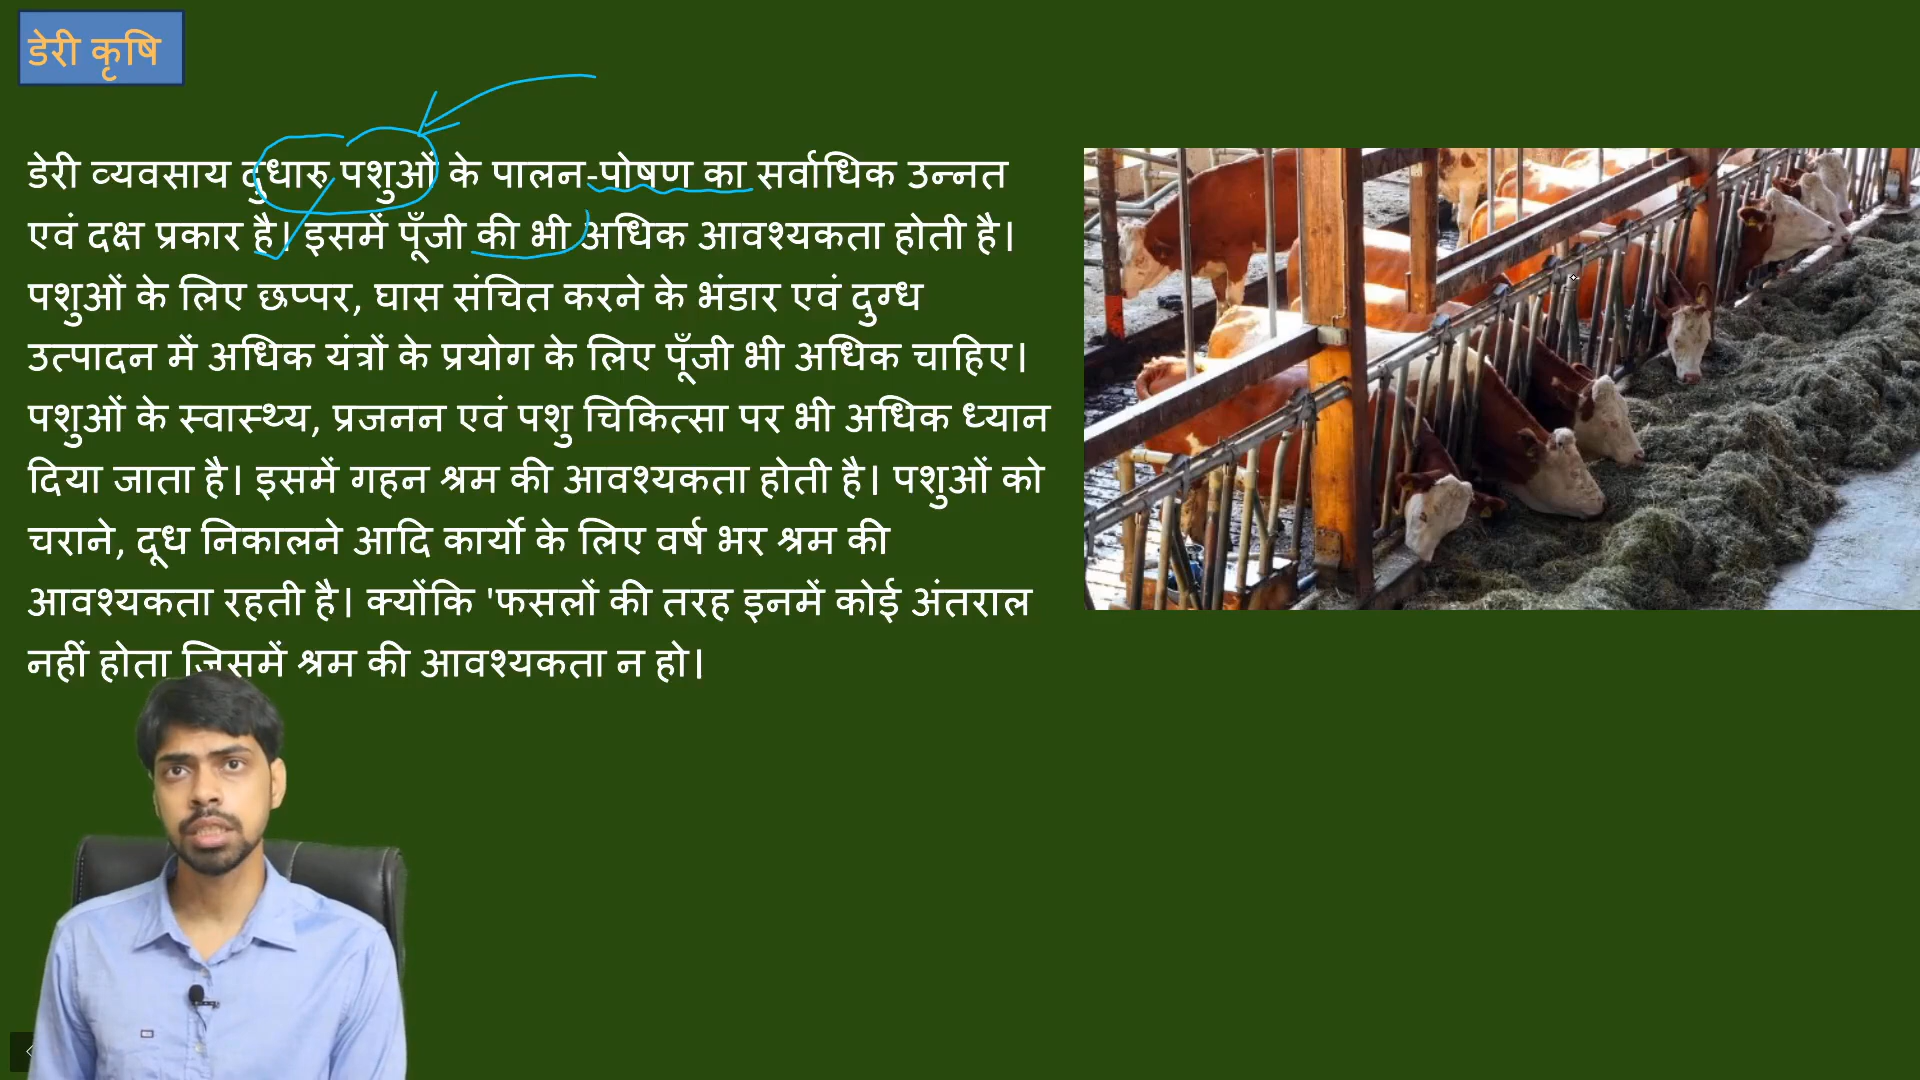 डेरी कृषि
डेरी व्यवसाय दुधारु पशुओं के पालन-पोषण का सर्वाधिक उन्नत
एवं दक्ष प्रकार है। इसमें पूँजी की भी अधिक आवश्यकता होती है।
पशुओं के लिए छप्पर, घास संचित करने के भंडार एवं दुग्ध
उत्पादन में अधिक यंत्रों के प्रयोग के लिए पूँजी भी अधिक चाहिए।
पशुओं के स्वास्थ्य, प्रजनन एवं पशु चिकित्सा पर भी अधिक ध्यान
दिया जाता है। इसमें गहन श्रम की आवश्यकता होती है। पशुओं को
चराने, दूध निकालने आदि कार्यो के लिए वर्ष भर श्रम की
आवश्यकता रहती है। क्योंकि 'फसलों की तरह इनमें कोई अंतराल
नहीं होता जिसमें श्रम की आवश्यकता न हो।